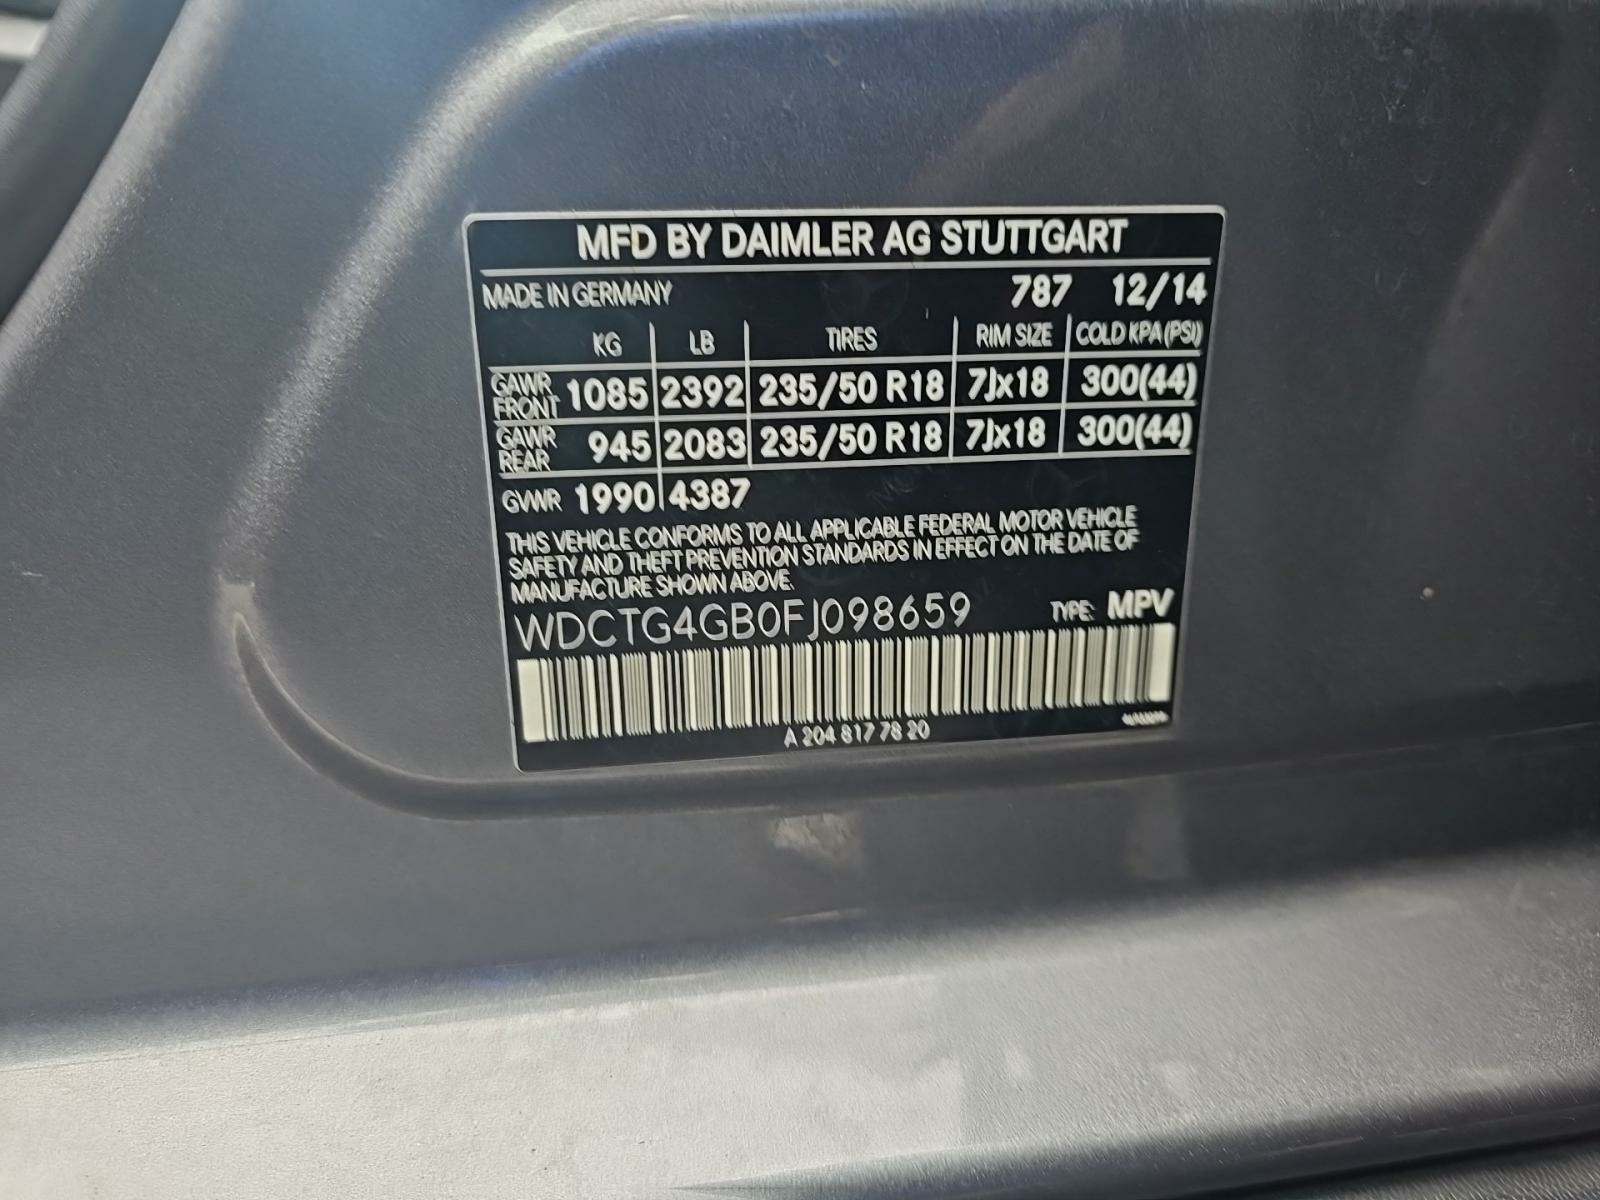 MFD BY DAIMLER AG STUTTGART
MADE IN GERMANY 787 12/14
KG LB TIRES RIM SIZE COLD KPA(PSI)
GAWR FRONT 1085 2392 235/50 R18 7Jx18 300(44)
GAWR REAR 945 2083 235/50 R18 7Jx18 300(44)
GVWR 1990 4387
THIS VEHICLE CONFORMS TO ALL APPLICABLE FEDERAL MOTOR VEHICLE
SAFETY AND THEFT PREVENTION STANDARDS IN EFFECT ON THE DATE OF
MANUFACTURE SHOWN ABOVE.
WDCTG4GB0FJ098659 TYPE: MPV
A 204 817 78 20